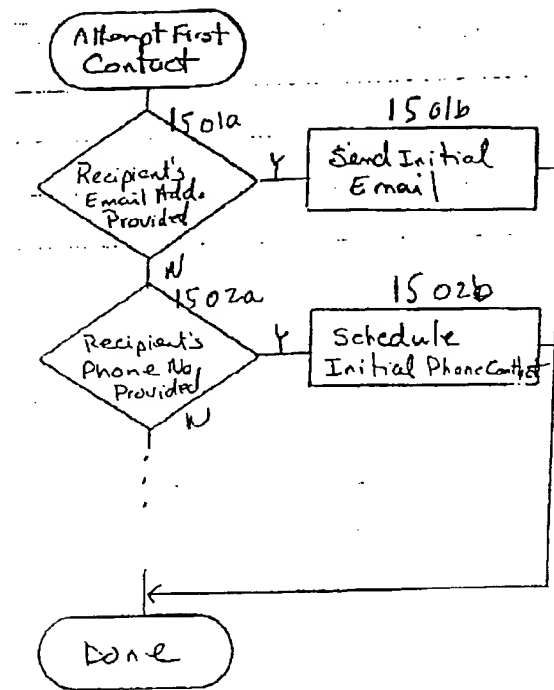 Attempt First
Contact
1501a
Recipient's
Email Add.
Provided
Y
1501b
Send Initial
Email
N
1502a
Recipient's
Phone No.
Provided
Y
1502b
Schedule
Initial Phone Contact
N
Done